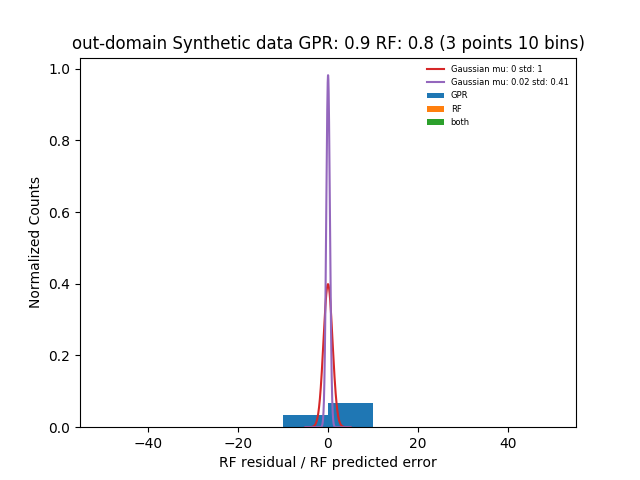 out-domain Synthetic data GPR: 0.9 RF: 0.8 (3 points 10 bins)
Gaussian mu: 0 std: 1
Gaussian mu: 0.02 std: 0.41
GPR
RF
both
Normalized Counts
1.0
0.8
0.6
0.4
0.2
0.0
−40
−20
0
20
40
RF residual / RF predicted error